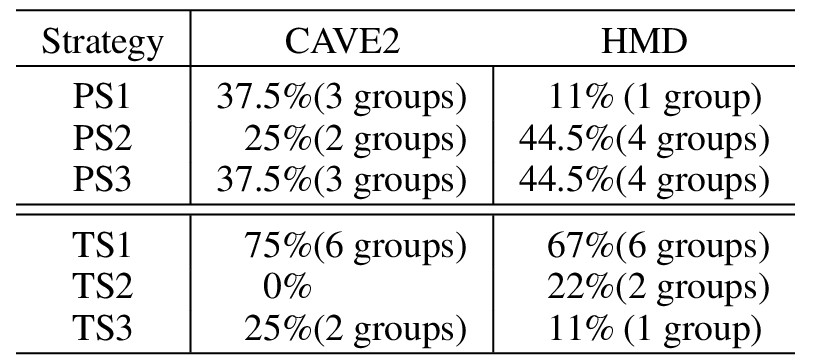 Strategy CAVE2 HMD
PS1 37.5%(3 groups) 11% (1 group)
PS2 25%(2 groups) 44.5%(4 groups)
PS3 37.5%(3 groups) 44.5%(4 groups)
TS1 75%(6 groups) 67%(6 groups)
TS2 0% 22%(2 groups)
TS3 25%(2 groups) 11% (1 group)